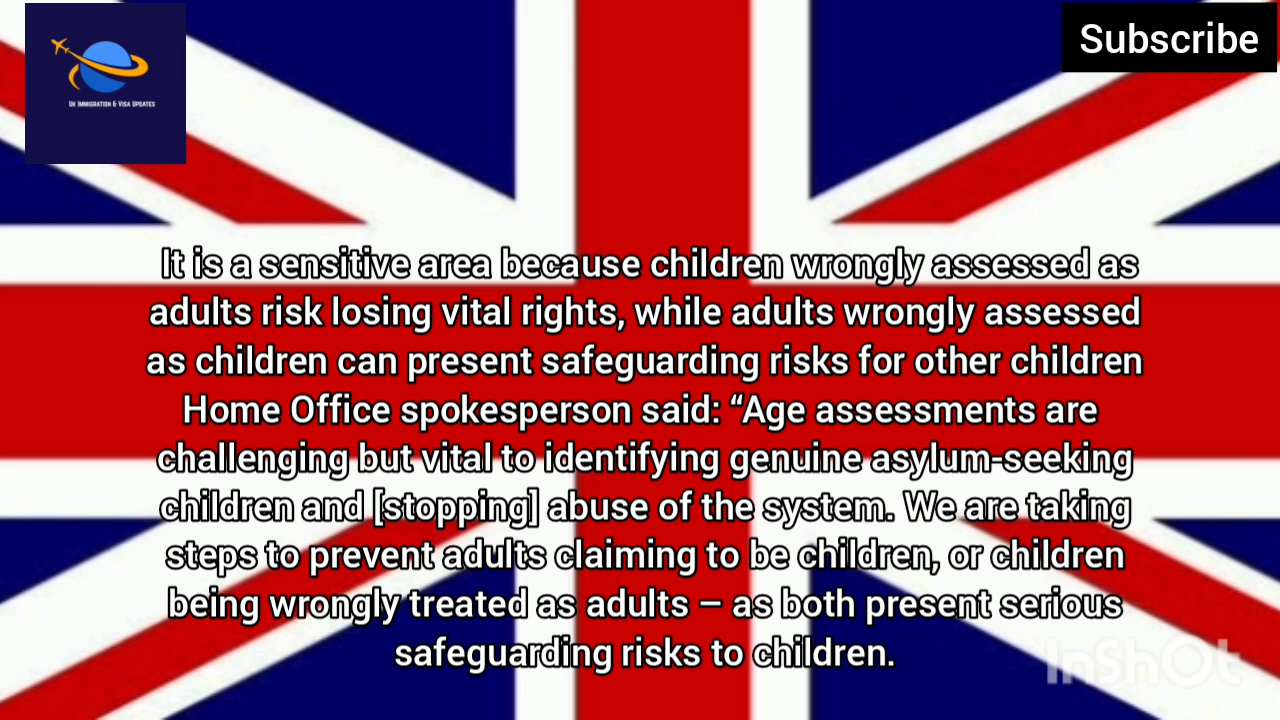 UK Immigration & Visa Updates
Subscribe
It is a sensitive area because children wrongly assessed as
adults risk losing vital rights, while adults wrongly assessed
as children can present safeguarding risks for other children
Home Office spokesperson said: “Age assessments are
challenging but vital to identifying genuine asylum-seeking
children and [stopping] abuse of the system. We are taking
steps to prevent adults claiming to be children, or children
being wrongly treated as adults – as both present serious
safeguarding risks to children.
InShOt